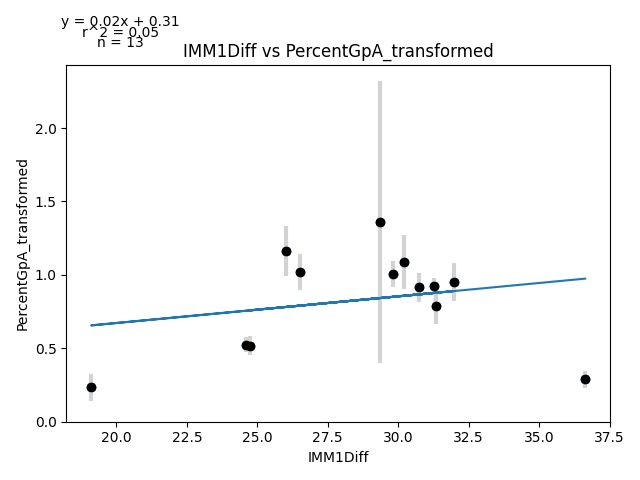 y = 0.02x + 0.31
r^2 = 0.05
n = 13
IMM1Diff vs PercentGpA_transformed
PercentGpA_transformed
2.0
1.5
1.0
0.5
0.0
20.0 22.5 25.0 27.5 30.0 32.5 35.0 37.5
IMM1Diff